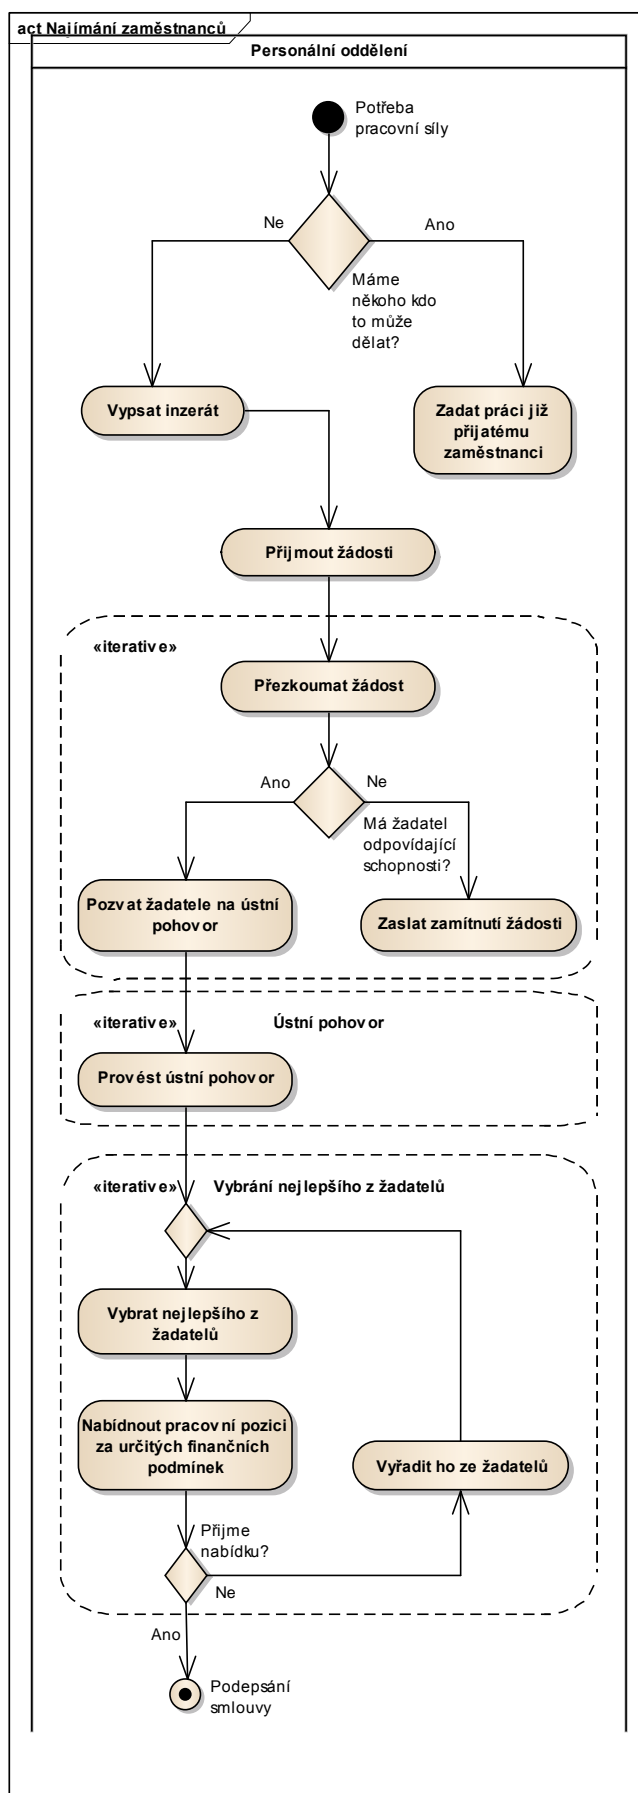 act Najímání zaměstnanců
Personální oddělení
Potřeba
pracovní síly
Ne
Ano
Máme
někoho kdo
to může
dělat?
Vypsat inzerát
Zadat práci již
přijatému
zaměstnanci
Přijmout žádosti
«iterative»
Přezkoumat žádost
Ano
Ne
Má žadatel
odpovídající
schopnosti?
Pozvat žadatele na ústní
pohovor
Zaslat zamítnutí žádosti
«iterative»
Ústní pohovor
Provést ústní pohovor
«iterative»
Vybrání nejlepšího z žadatelů
Vybrat nejlepšího z
žadatelů
Nabídnout pracovní pozici
za určitých finančních
podmínek
Vyřadit ho ze žadatelů
Přijme
nabídku?
Ne
Ano
Podepsání
smlouvy